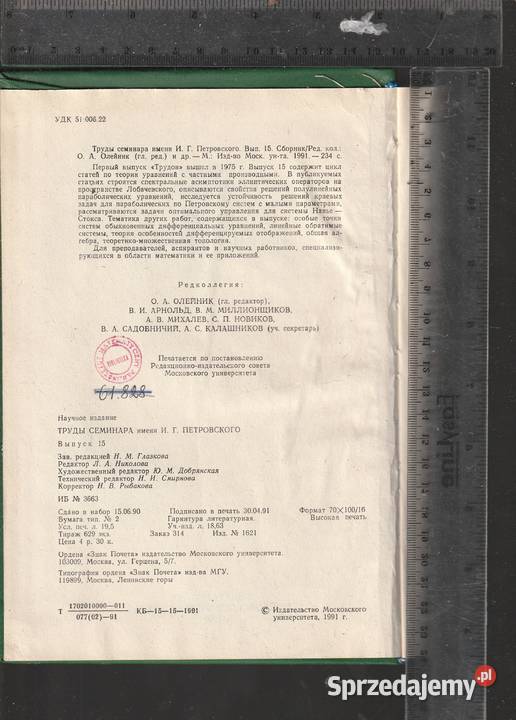 УДК 51 006.22
Труды семинара имени И. Г. Петровского. Вып. 15. Сборник/Ред. кол.:
О. А. Олейник (гл. ред.) и др.— М.: Изд-во Моск. ун-та. 1991.— 234 с.
Первый выпуск «Трудов» вышел в 1975 г. Выпуск 15 содержит цикл
статей по теории уравнений с частными производными. В публикуемых
статьях строятся спектральные асимптотики эллиптических операторов на
пространстве Лобачевского, описываются свойства решений полулинейных
параболических уравнений, исследуется устойчивость решений краевых
задач для параболических по Петровскому систем с малыми параметрами,
рассматриваются задачи оптимального управления для системы Навье—
Стокса. Тематика других работ, содержащихся в выпуске: особые точки
систем обыкновенных дифференциальных уравнений, линейные обратимые
системы, теория особенностей дифференцируемых отображений, общая ал-
гебра, теоретико-множественная топология.
Для преподавателей, аспирантов и научных работников, специализи-
рующихся в области математики и ее приложений.
Редколлегия:
О. А. ОЛЕЙНИК (гл. редактор),
В. И. АРНОЛЬД, В. М. МИЛЛИОНЩИКОВ,
А. В. МИХАЛЕВ, С. П. НОВИКОВ,
В. А. САДОВНИЧИЙ, А. С. КАЛАШНИКОВ (уч. секретарь)
Печатается по постановлению
Редакционно-издательского совета
Московского университета
61.828
Научное издание
ТРУДЫ СЕМИНАРА имени И. Г. ПЕТРОВСКОГО
Выпуск 15
Зав. редакцией Н. М. Глазкова
Редактор Л. А. Николова
Художественный редактор Ю. М. Добрянская
Технический редактор Н. И. Смирнова
Корректор Н. В. Рыбакова
ИБ № 3663
Сдано в набор 15.06.90 Подписано в печать 30.04.91 Формат 70×100/16
Бумага тип. № 2 Гарнитура литературная. Высокая печать.
Усл. печ. л. 19,5 Уч.-изд. л. 18,63
Тираж 629 экз. Заказ 314 Изд. № 1621
Цена 4 р. 30 к.
Ордена «Знак Почета» издательство Московского университета.
103009, Москва, ул. Герцена, 5/7.
Типография ордена «Знак Почета» изд-ва МГУ.
119899, Москва, Ленинские горы
Т 1702010000—011
077(02)—91 КБ—15—15—1991
© Издательство Московского
университета, 1991 г.
EasyLine
Sprzedajemy.pl